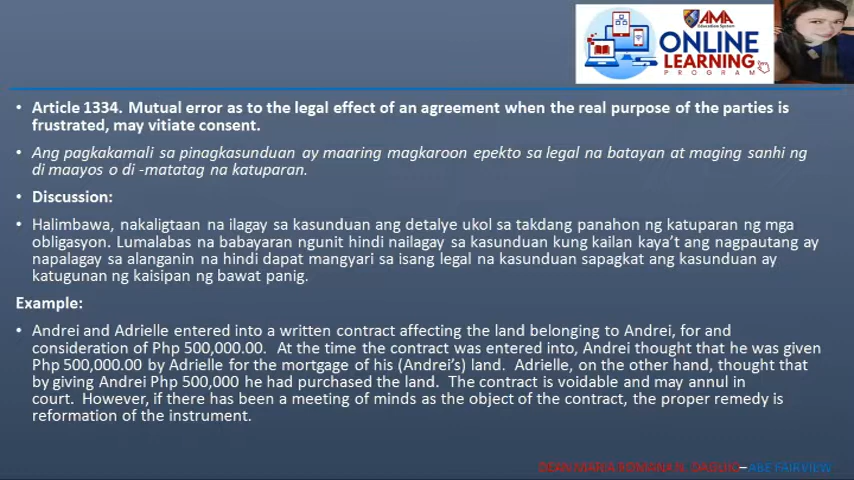 AMA
Education System
ONLINE
LEARNING
PROGRAM
• Article 1334. Mutual error as to the legal effect of an agreement when the real purpose of the parties is
frustrated, may vitiate consent.
• Ang pagkakamali sa pinagkasunduan ay maaring magkaroon epekto sa legal na batayan at maging sanhi ng
di maayos o di -matatag na katuparan.
• Discussion:
• Halimbawa, nakaligtaan na ilagay sa kasunduan ang detalye ukol sa takdang panahon ng katuparan ng mga
obligasyon. Lumalabas na babayaran ngunit hindi nailagay sa kasunduan kung kailan kaya't ang nagpautang ay
napalagay sa alanganin na hindi dapat mangyari sa isang legal na kasunduan sapagkat ang kasunduan ay
katugunan ng kaisipan ng bawat panig.
Example:
• Andrei and Adrielle entered into a written contract affecting the land belonging to Andrei, for and
consideration of Php 500,000.00. At the time the contract was entered into, Andrei thought that he was given
Php 500,000.00 by Adrielle for the mortgage of his (Andrei's) land. Adrielle, on the other hand, thought that
by giving Andrei Php 500,000 he had purchased the land. The contract is voidable and may annul in
court. However, if there has been a meeting of minds as the object of the contract, the proper remedy is
reformation of the instrument.
DEAN MARIA ROMANA N. –ABE FAIRVIEW